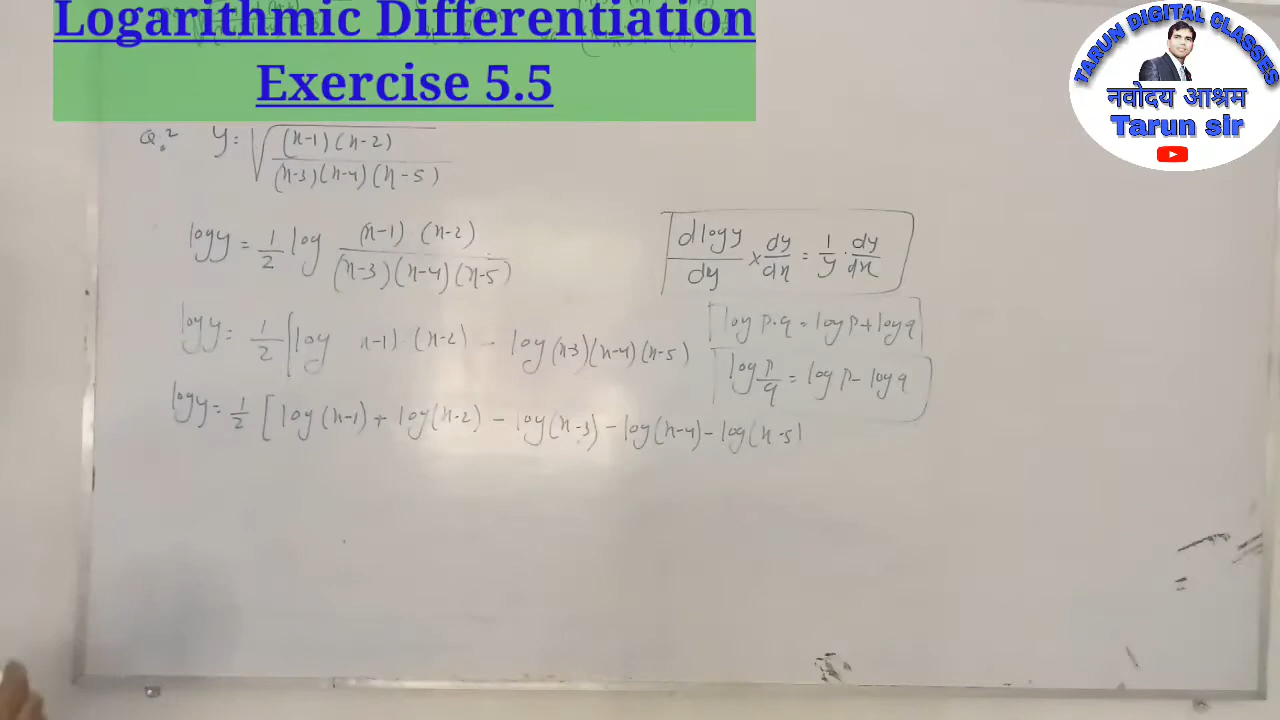 Logarithmic Differentiation
Exercise 5.5
TARUN DIGITAL CLASSES
नवोदय आश्रम
Tarun sir
Q.2 y = √((x-1)(x-2) / (x-3)(x-4)(x-5))
log y = 1/2 log (x-1) (x-2) / (x-3)(x-4)(x-5)
d log y / dy × dy/dx = 1/y · dy/dx
log y = 1/2 [log x-1) · (x-2) - log (x-3)(x-4)(x-5)
log p·q = log p + log q
log p/q = log p - log q
log y = 1/2 [ log (x-1) + log (x-2) - log (x-3) - log (x-4) - log (x-5)